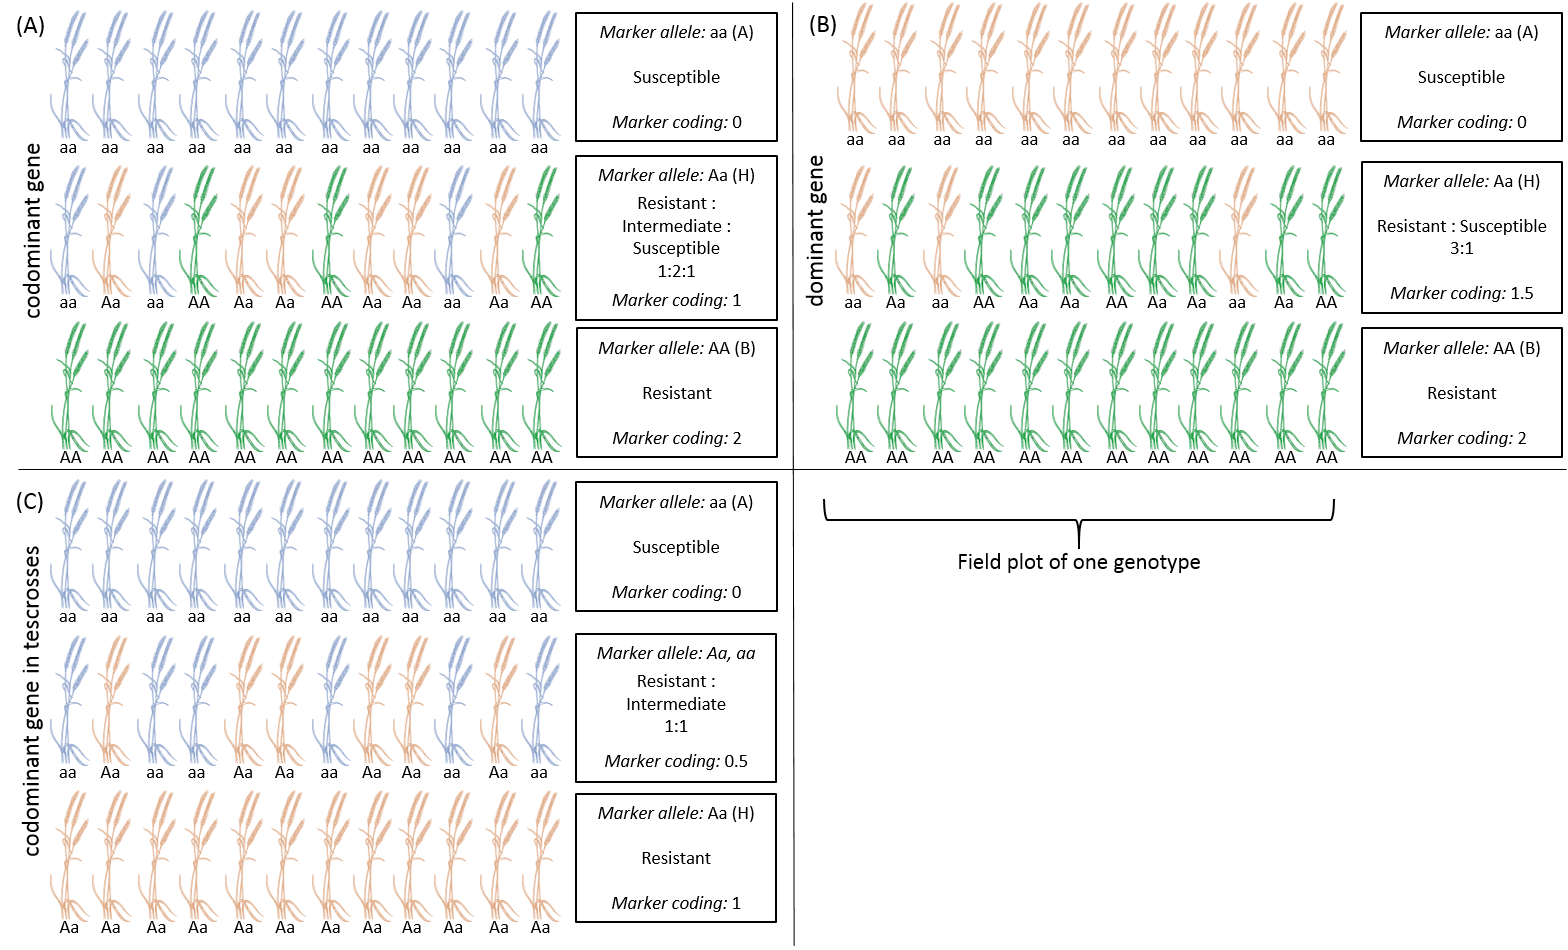 (A)
codominant gene
aa aa aa aa aa aa aa aa aa aa aa
Marker allele: aa (A)
Susceptible
Marker coding: 0
aa Aa aa AA Aa Aa AA Aa Aa aa Aa AA
Marker allele: Aa (H)
Resistant :
Intermediate :
Susceptible
1:2:1
Marker coding: 1
AA AA AA AA AA AA AA AA AA AA AA AA
Marker allele: AA (B)
Resistant
Marker coding: 2
(B)
dominant gene
aa aa aa aa aa aa aa aa aa aa aa
Marker allele: aa (A)
Susceptible
Marker coding: 0
aa Aa aa AA Aa Aa AA Aa Aa aa Aa AA
Marker allele: Aa (H)
Resistant : Susceptible
3:1
Marker coding: 1.5
AA AA AA AA AA AA AA AA AA AA AA AA
Marker allele: AA (B)
Resistant
Marker coding: 2
(C)
codominant gene in tescrosses
aa aa aa aa aa aa aa aa aa aa aa aa
Marker allele: aa (A)
Susceptible
Marker coding: 0
aa Aa aa aa Aa Aa aa Aa Aa aa Aa aa
Marker allele: Aa, aa
Resistant :
Intermediate
1:1
Marker coding: 0.5
Aa Aa Aa Aa Aa Aa Aa Aa Aa Aa Aa Aa
Marker allele: Aa (H)
Resistant
Marker coding: 1
Field plot of one genotype